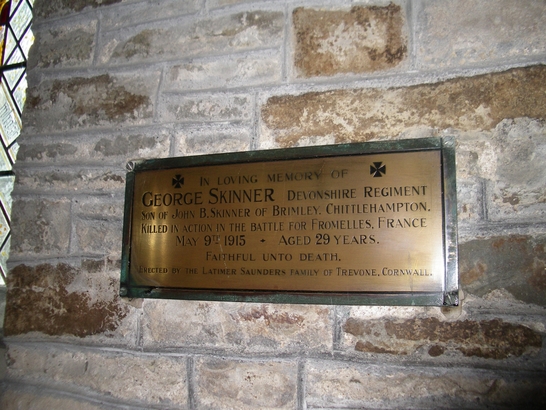 IN LOVING MEMORY OF
GEORGE SKINNER DEVONSHIRE REGIMENT
SON OF JOHN B. SKINNER OF BRIMLEY, CHITTLEHAMPTON.
KILLED IN ACTION IN THE BATTLE FOR FROMELLES, FRANCE
MAY 9TH 1915 + AGED 29 YEARS.
FAITHFUL UNTO DEATH.
ERECTED BY THE LATIMER SAUNDERS FAMILY OF TREVONE, CORNWALL.